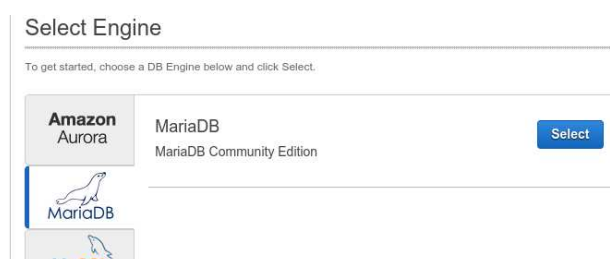 Select Engine
To get started, choose a DB Engine below and click Select.
Amazon
Aurora
MariaDB
MariaDB Community Edition
Select
MariaDB